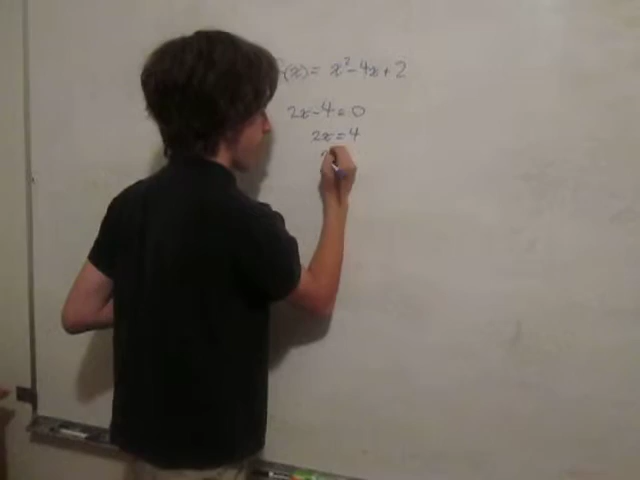 f(x) = x² - 4x + 2
2x - 4 = 0
2x = 4